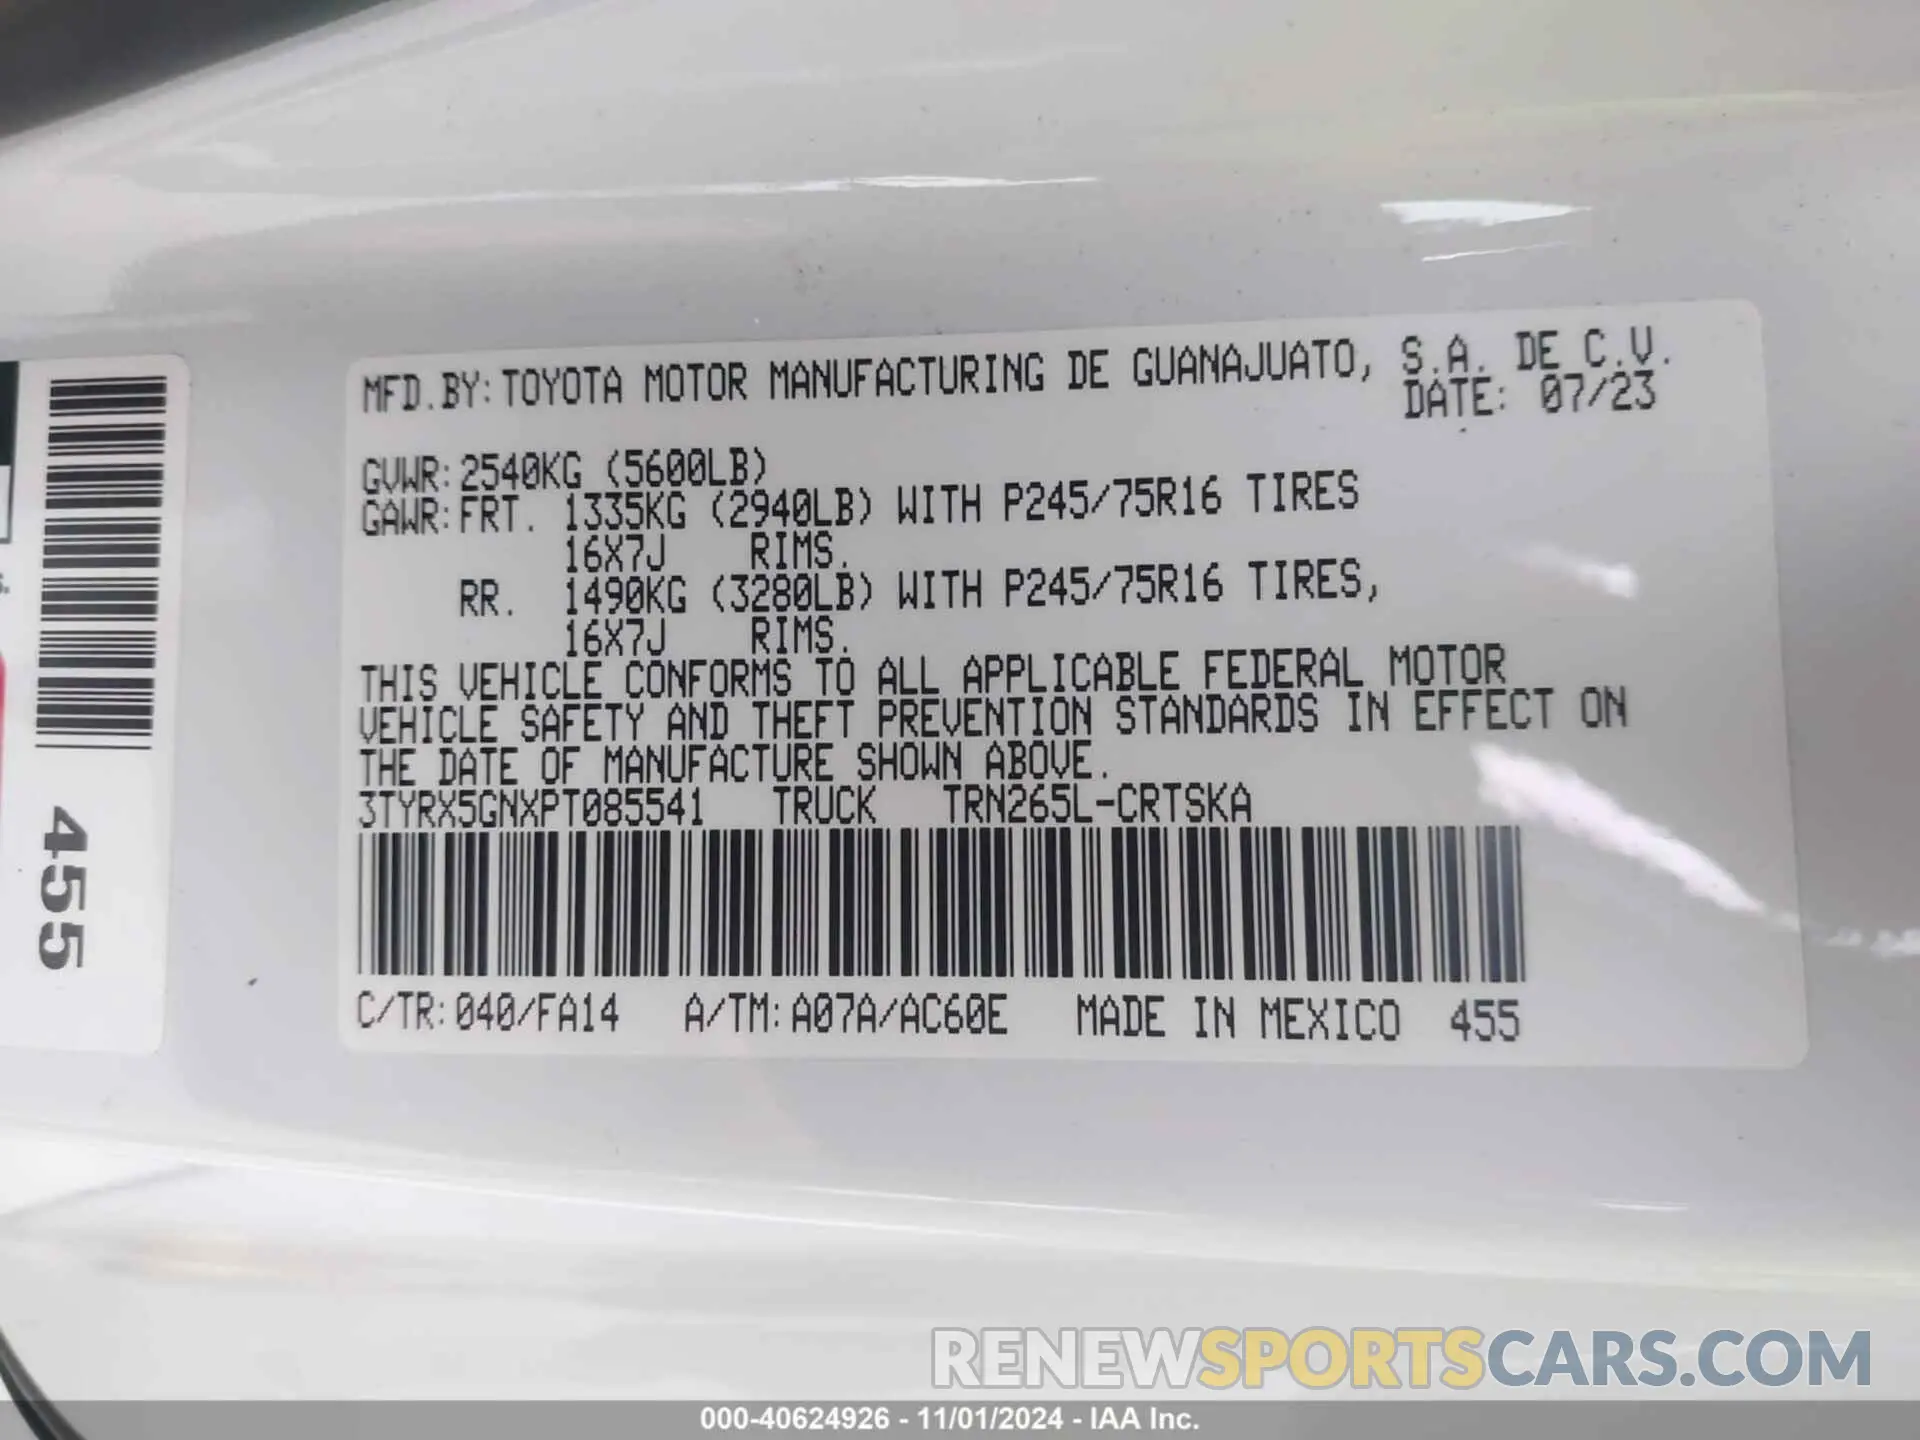 MFD.BY:TOYOTA MOTOR MANUFACTURING DE GUANAJUATO, S.A. DE C.V.
DATE: 07/23
GVWR:2540KG (5600LB)
GAWR:FRT. 1335KG (2940LB) WITH P245/75R16 TIRES
16X7J RIMS.
RR. 1490KG (3280LB) WITH P245/75R16 TIRES,
16X7J RIMS.
THIS VEHICLE CONFORMS TO ALL APPLICABLE FEDERAL MOTOR
VEHICLE SAFETY AND THEFT PREVENTION STANDARDS IN EFFECT ON
THE DATE OF MANUFACTURE SHOWN ABOVE.
3TYRX5GNXPT085541 TRUCK TRN265L-CRTSKA
C/TR:040/FA14 A/TM:A07A/AC60E MADE IN MEXICO 455
455
RENEWSPORTSCARS.COM
000-40624926 - 11/01/2024 - IAA Inc.